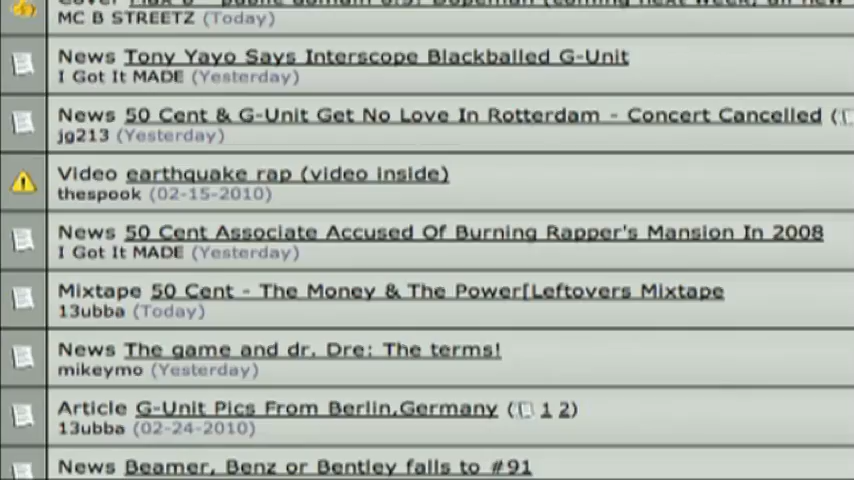 MC B STREETZ (Today)
News Tony Yayo Says Interscope Blackballed G-Unit
I Got It MADE (Yesterday)
News 50 Cent & G-Unit Get No Love In Rotterdam - Concert Cancelled (
jg213 (Yesterday)
Video earthquake rap (video inside)
thespook (02-15-2010)
News 50 Cent Associate Accused Of Burning Rapper's Mansion In 2008
I Got It MADE (Yesterday)
Mixtape 50 Cent - The Money & The Power[Leftovers Mixtape
13ubba (Today)
News The game and dr. Dre: The terms!
mikeymo (Yesterday)
Article G-Unit Pics From Berlin,Germany ( 1 2)
13ubba (02-24-2010)
News Beamer, Benz or Bentley falls to #91